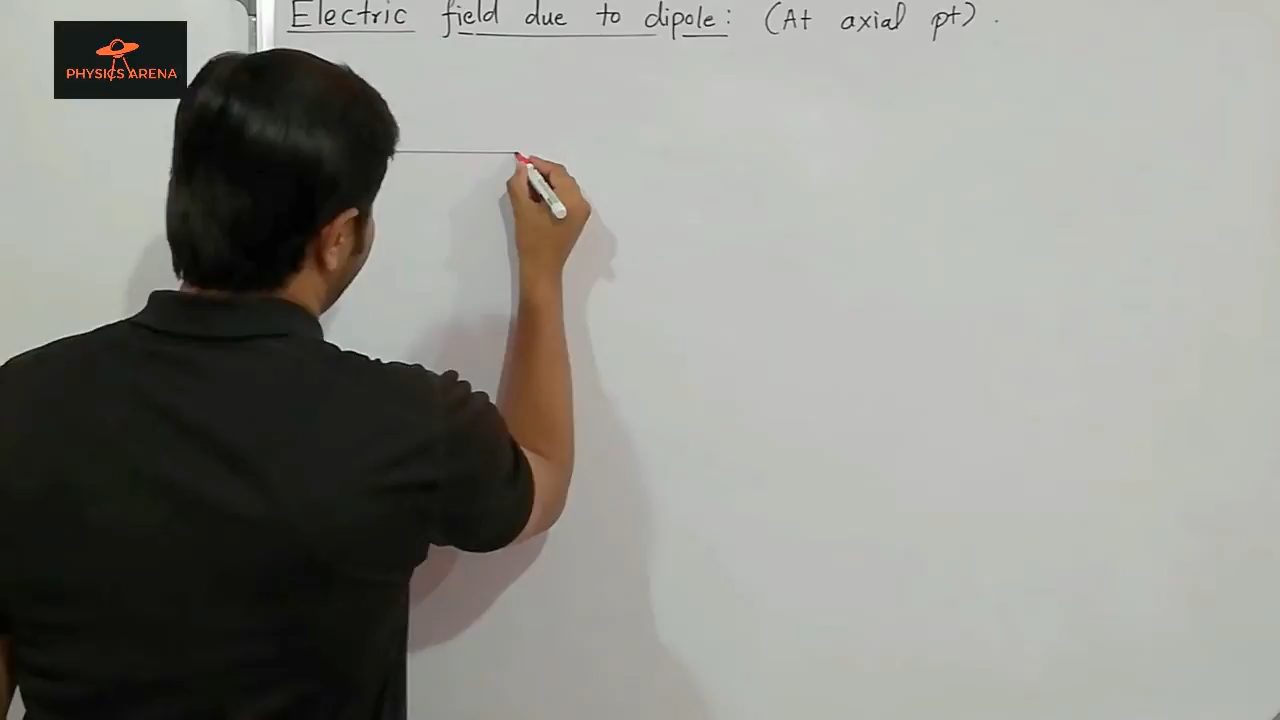 Electric field due to dipole: (At axial pt).
PHYSICS ARENA